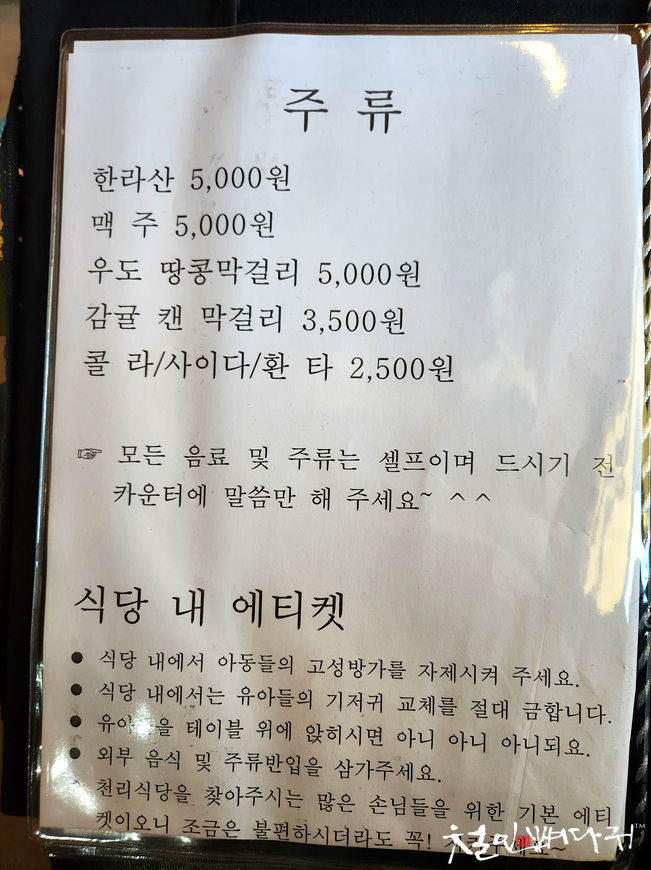 주 류
한라산 5,000원
맥 주 5,000원
우도 땅콩막걸리 5,000원
감귤 캔 막걸리 3,500원
콜 라/사이다/환 타 2,500원
☞ 모든 음료 및 주류는 셀프이며 드시기 전
카운터에 말씀만 해 주세요~ ^ ^
식당 내 에티켓
● 식당 내에서 아동들의 고성방가를 자제시켜 주세요.
● 식당 내에서는 유아들의 기저귀 교체를 절대 금합니다.
● 테이블 위에 앉히시면 아니 아니 아니되요.
● 외부 음식 및 주류반입을 삼가주세요.
천리식당을 찾아주시는 많은 손님들을 위한 기본 에티
켓이오니 조금은 불편하시더라도 꼭!
철인뼈다귀™